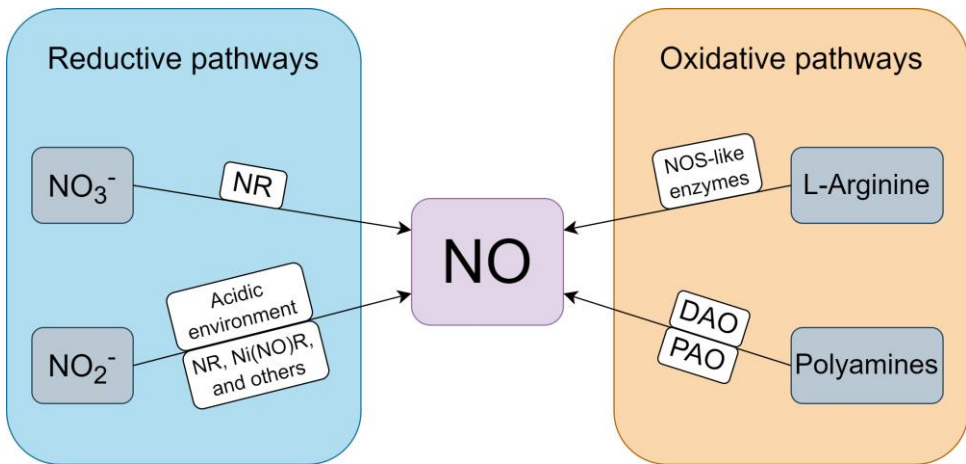 Reductive pathways
NO₃⁻
NR
NO₂⁻
Acidic
environment
NR, Ni(NO)R,
and others
NO
Oxidative pathways
NOS-like
enzymes
L-Arginine
DAO
PAO
Polyamines